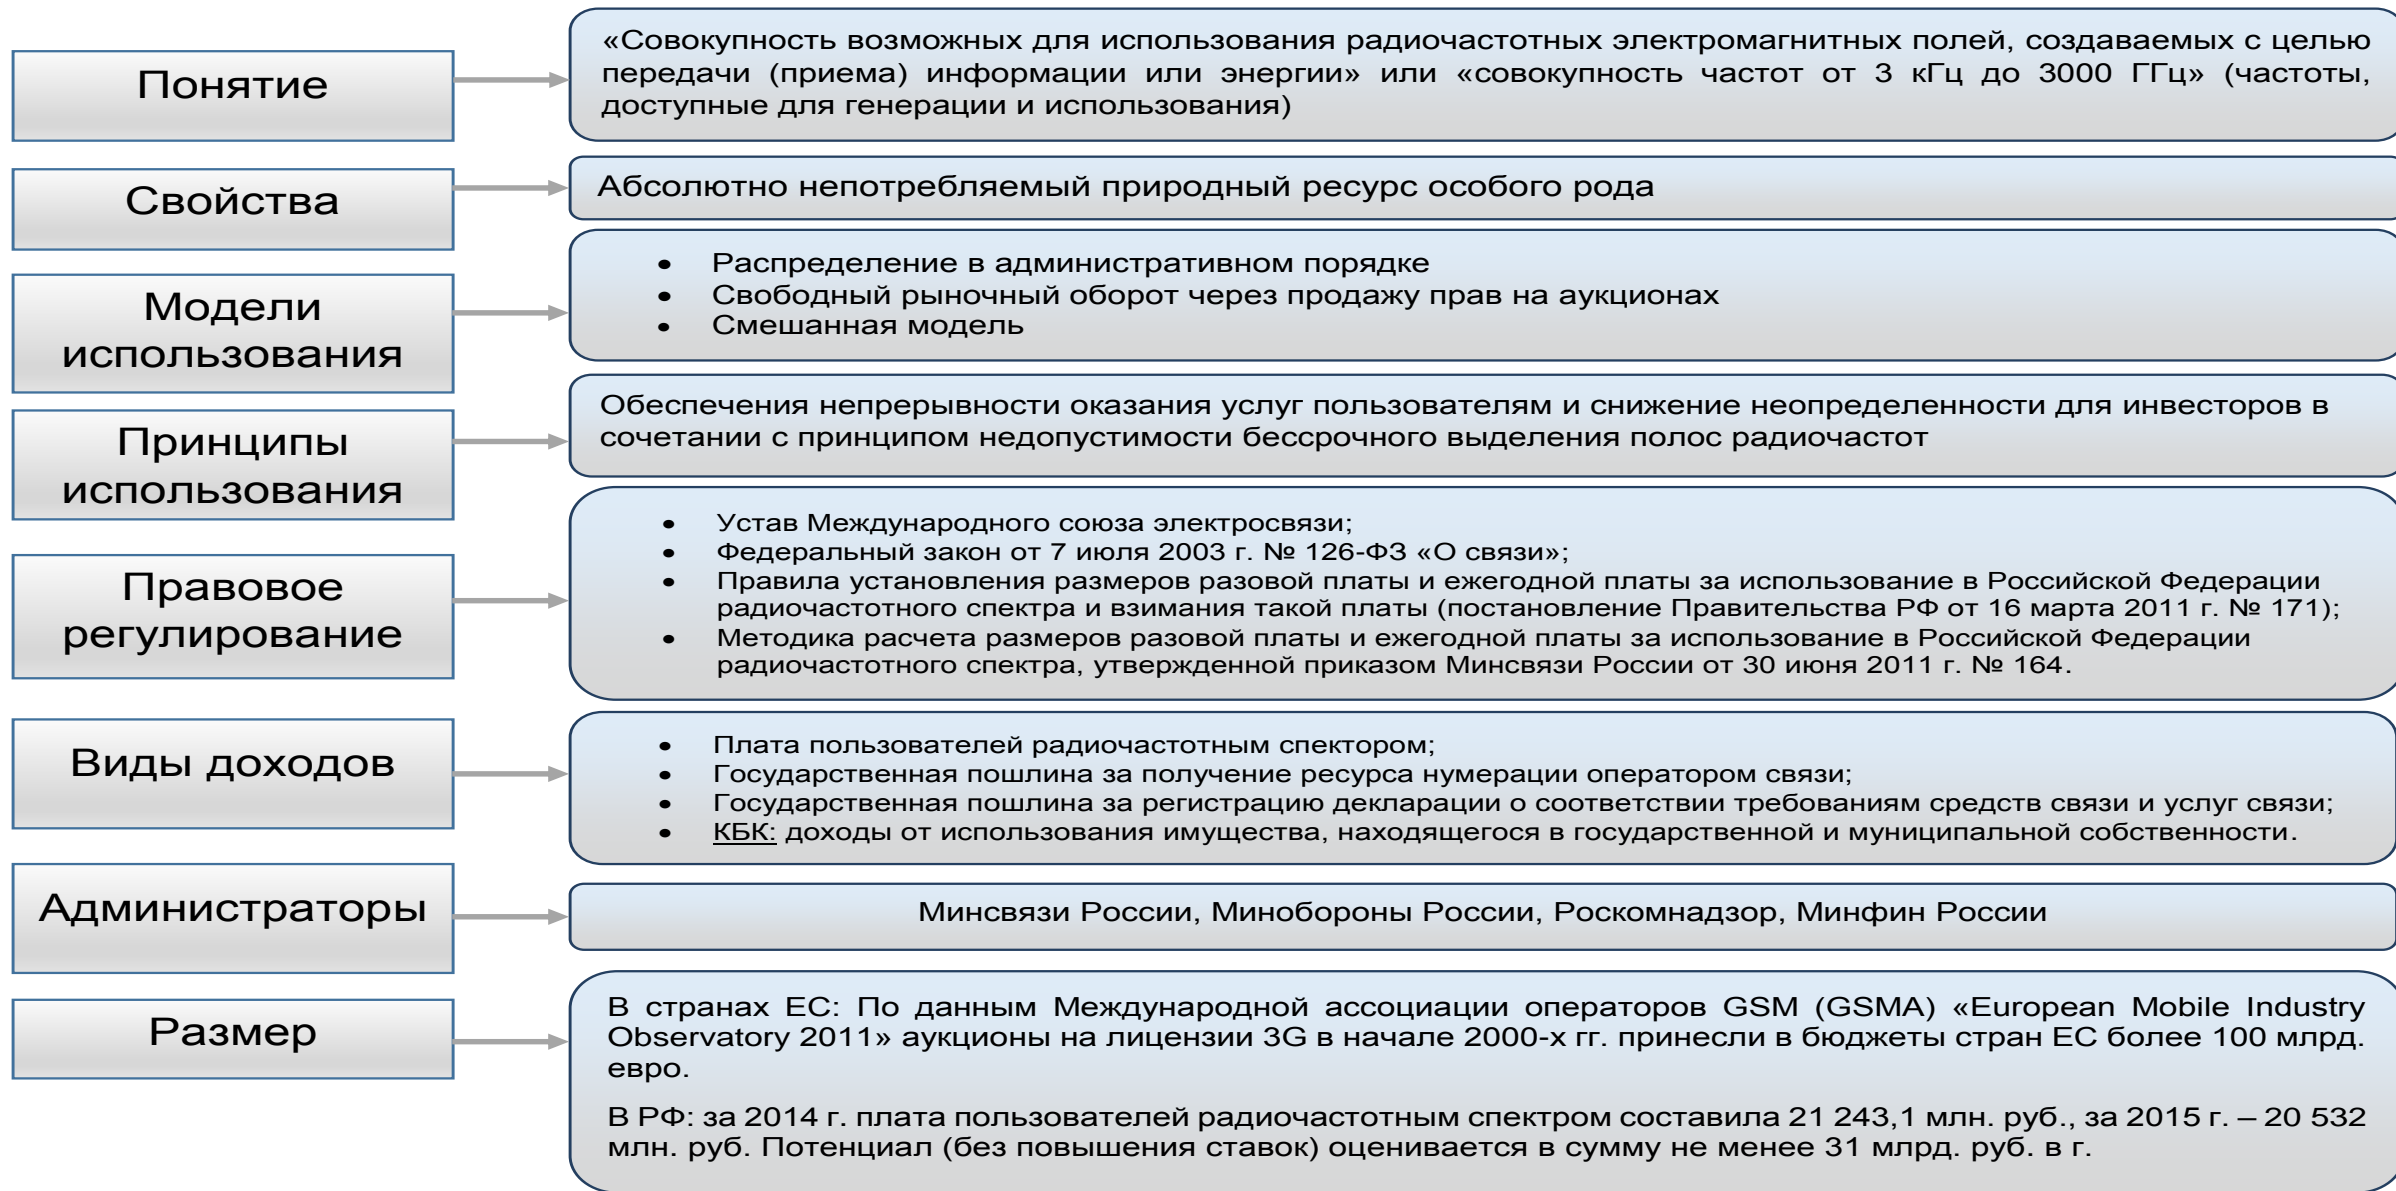 Понятие
«Совокупность возможных для использования радиочастотных электромагнитных полей, создаваемых с целью
передачи (приема) информации или энергии» или «совокупность частот от 3 кГц до 3000 ГГц» (частоты,
доступные для генерации и использования)
Свойства
Абсолютно непотребляемый природный ресурс особого рода
Модели
использования
• Распределение в административном порядке
• Свободный рыночный оборот через продажу прав на аукционах
• Смешанная модель
Принципы
использования
Обеспечения непрерывности оказания услуг пользователям и снижение неопределенности для инвесторов в
сочетании с принципом недопустимости бессрочного выделения полос радиочастот
Правовое
регулирование
• Устав Международного союза электросвязи;
• Федеральный закон от 7 июля 2003 г. № 126-ФЗ «О связи»;
• Правила установления размеров разовой платы и ежегодной платы за использование в Российской Федерации
радиочастотного спектра и взимания такой платы (постановление Правительства РФ от 16 марта 2011 г. № 171);
• Методика расчета размеров разовой платы и ежегодной платы за использование в Российской Федерации
радиочастотного спектра, утвержденной приказом Минсвязи России от 30 июня 2011 г. № 164.
Виды доходов
• Плата пользователей радиочастотным спектором;
• Государственная пошлина за получение ресурса нумерации оператором связи;
• Государственная пошлина за регистрацию декларации о соответствии требованиям средств связи и услуг связи;
• КБК: доходы от использования имущества, находящегося в государственной и муниципальной собственности.
Администраторы
Минсвязи России, Минобороны России, Роскомнадзор, Минфин России
Размер
В странах ЕС: По данным Международной ассоциации операторов GSM (GSMA) «European Mobile Industry
Observatory 2011» аукционы на лицензии 3G в начале 2000-х гг. принесли в бюджеты стран ЕС более 100 млрд.
евро.
В РФ: за 2014 г. плата пользователей радиочастотным спектром составила 21 243,1 млн. руб., за 2015 г. – 20 532
млн. руб. Потенциал (без повышения ставок) оценивается в сумму не менее 31 млрд. руб. в г.